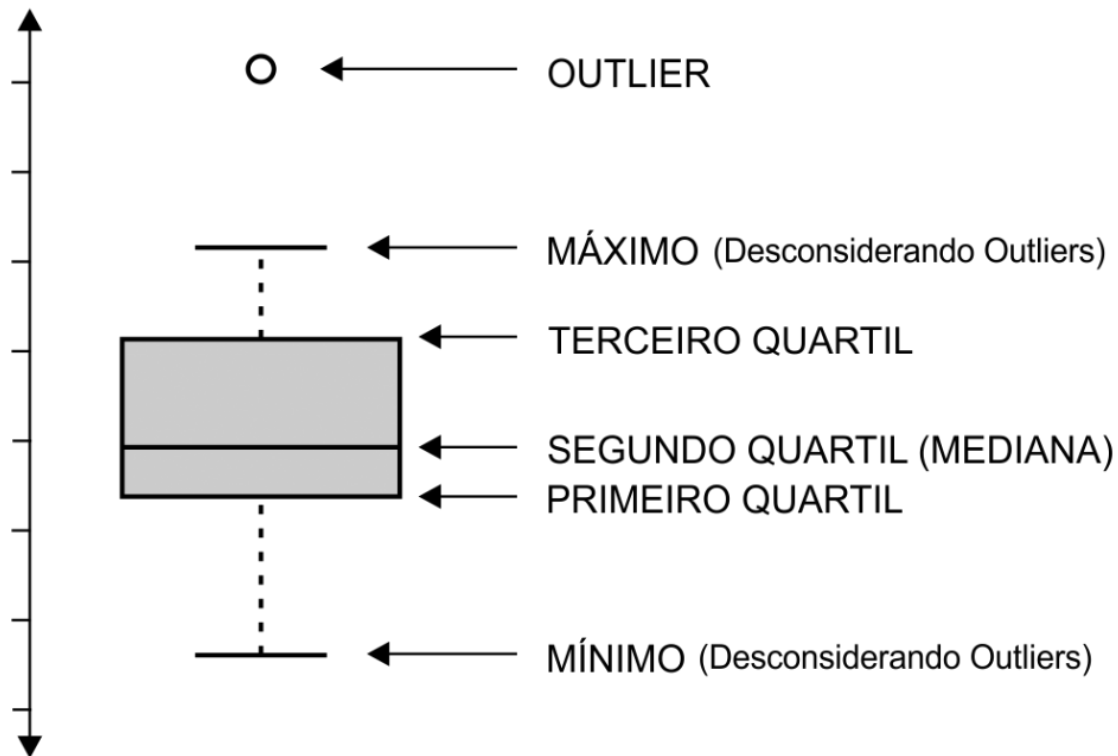 OUTLIER
MÁXIMO (Desconsiderando Outliers)
TERCEIRO QUARTIL
SEGUNDO QUARTIL (MEDIANA)
PRIMEIRO QUARTIL
MÍNIMO (Desconsiderando Outliers)